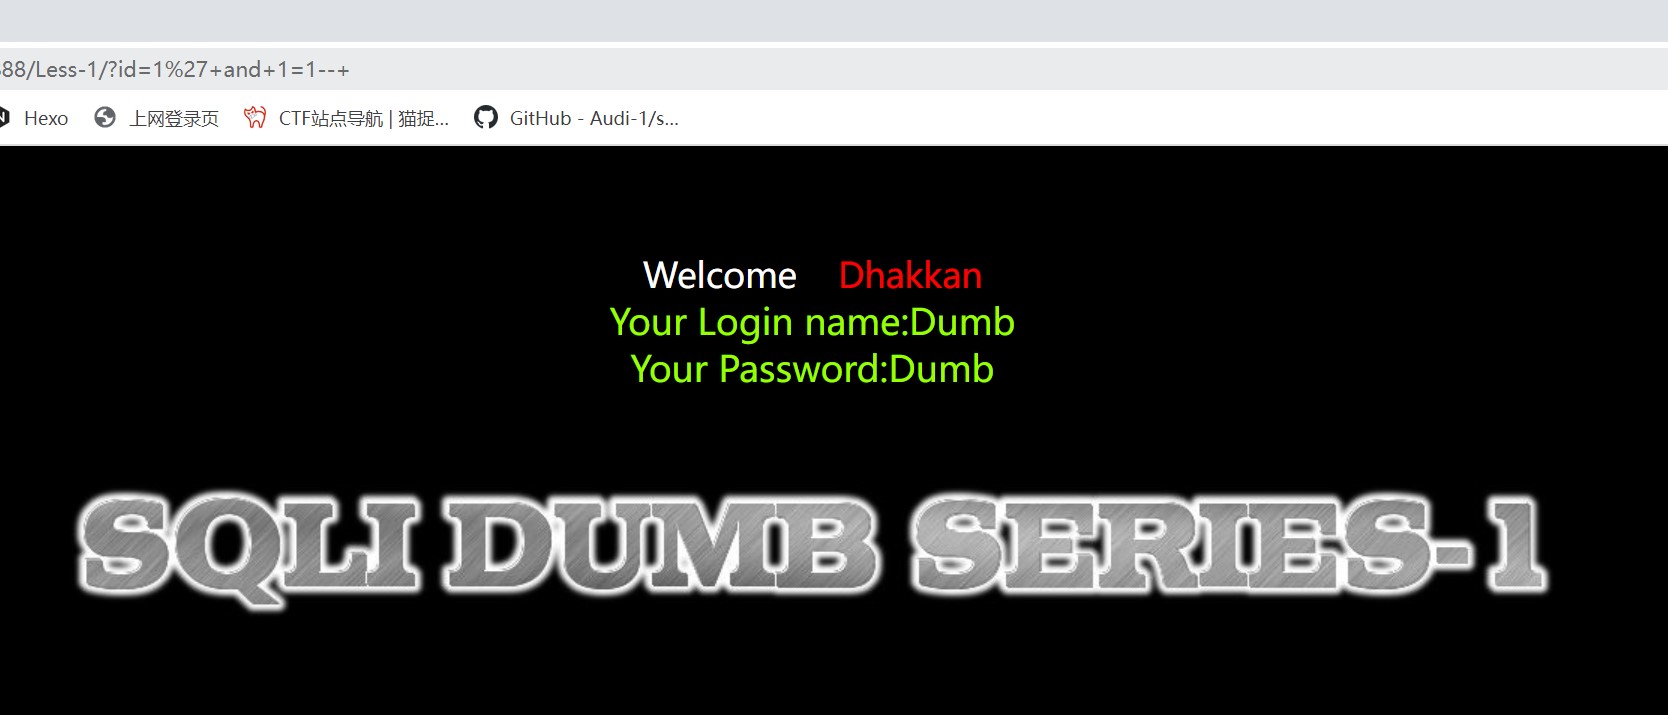 88/Less-1/?id=1%27+and+1=1--+
Hexo 上网登录页 CTF站点导航 | 猫捉... GitHub - Audi-1/s...
Welcome Dhakkan
Your Login name:Dumb
Your Password:Dumb
SQLI DUMB SERIES-1